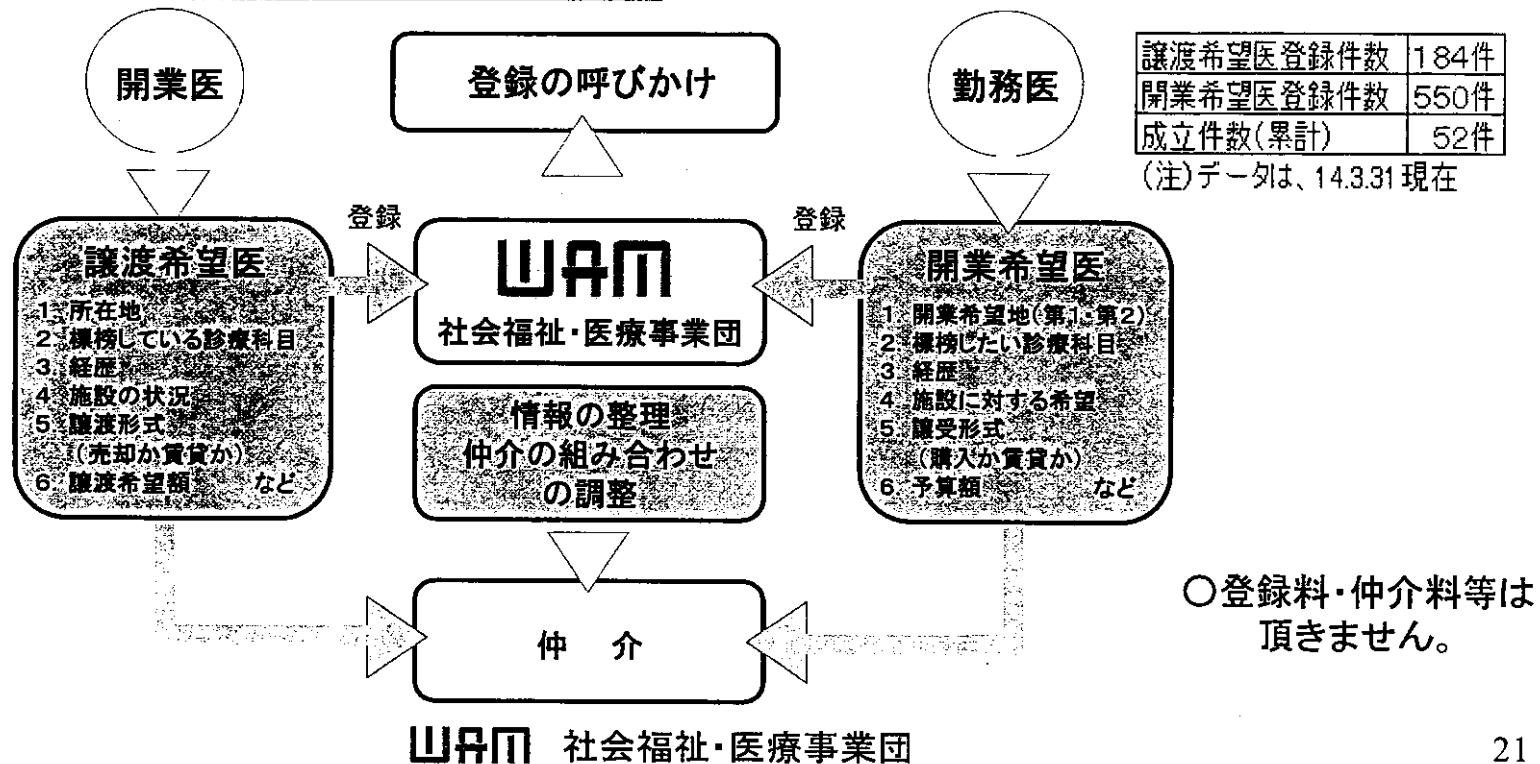 開業医
登録の呼びかけ
勤務医
譲渡希望医登録件数 184件
開業希望医登録件数 550件
成立件数(累計) 52件
(注)データは、14.3.31現在
登録
登録
譲渡希望医
1 所在地
2 標榜している診療科目
3 経歴
4 施設の状況
5 譲渡形式
(売却か賃貸か)
6 譲渡希望額 など
WAM
社会福祉・医療事業団
開業希望医
1 開業希望地(第1・第2)
2 標榜したい診療科目
3 経歴
4 施設に対する希望
5 譲受形式
(購入か賃貸か)
6 予算額 など
情報の整理
仲介の組み合わせ
の調整
仲 介
○登録料・仲介料等は
頂きません。
WAM 社会福祉・医療事業団
21